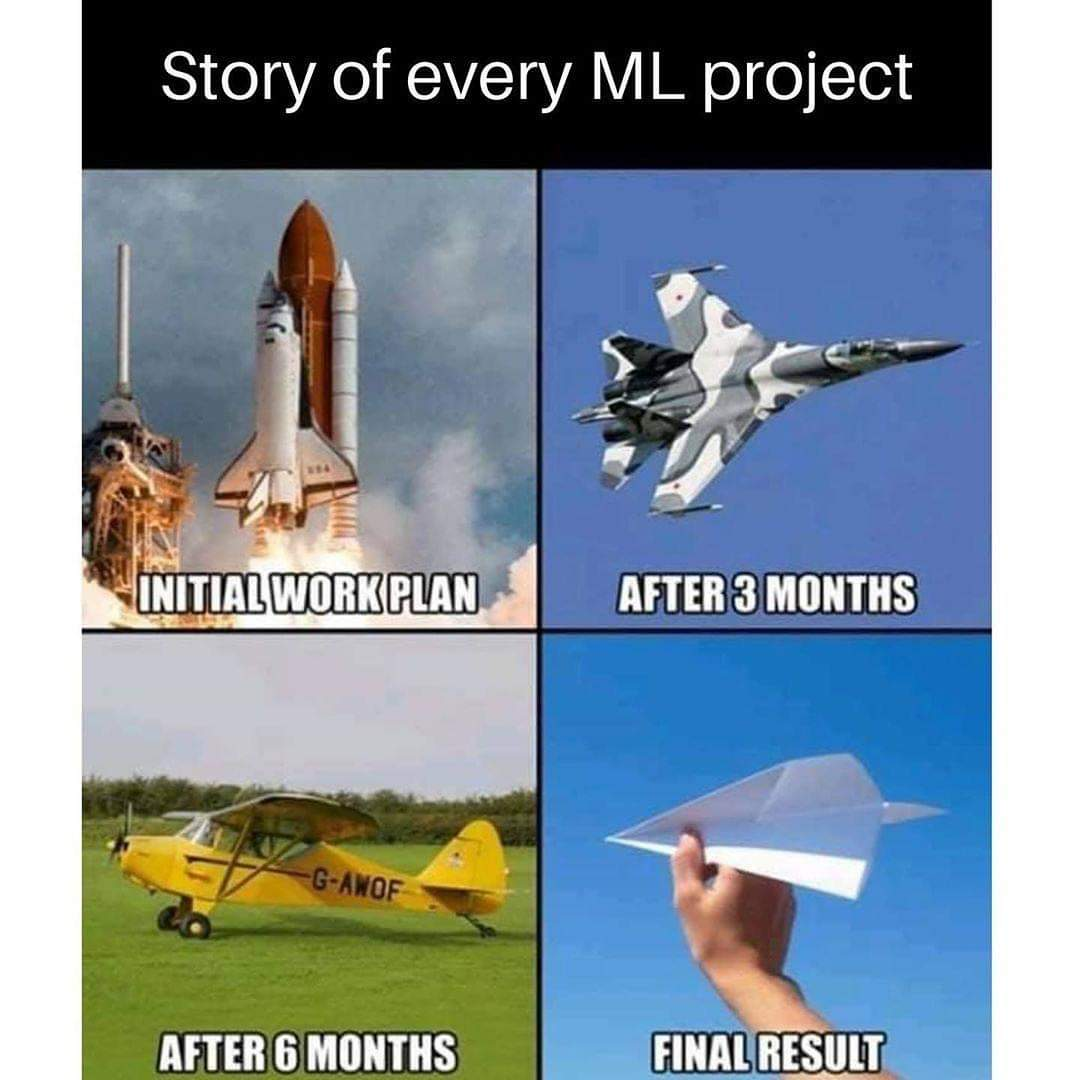 Story of every ML project
INITIAL WORK PLAN
AFTER 3 MONTHS
G-AWOF
AFTER 6 MONTHS
FINAL RESULT